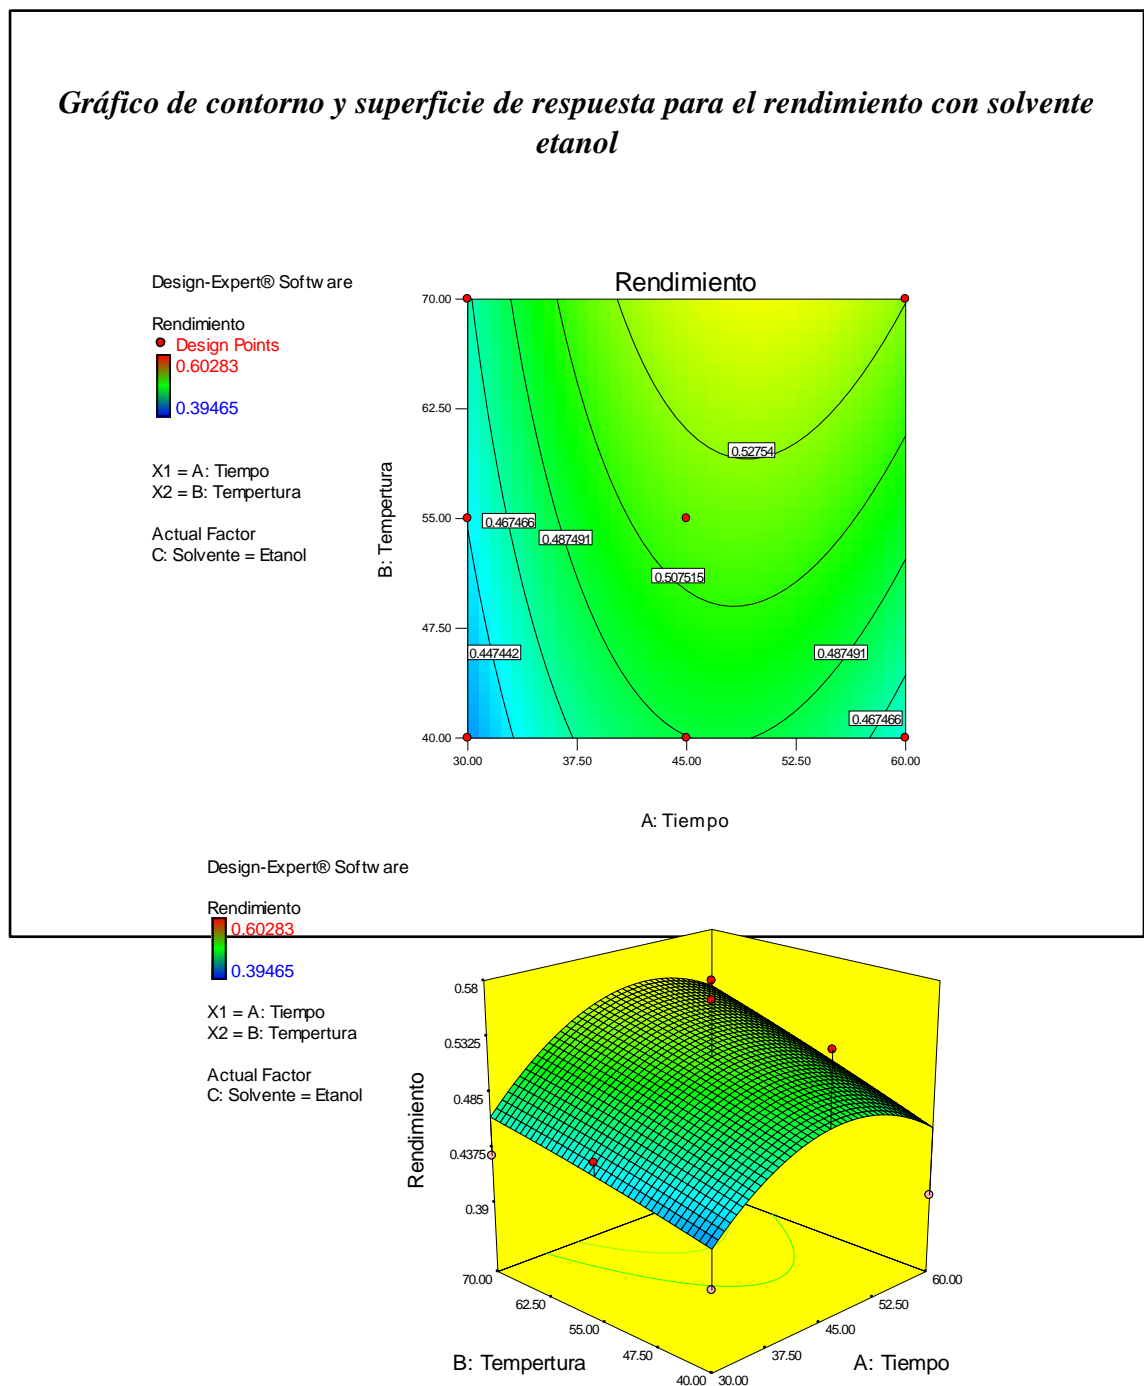 Gráfico de contorno y superficie de respuesta para el rendimiento con solvente
etanol
Design-Expert® Software
Rendimiento
Design Points
0.60283
0.39465
X1 = A: Tiempo
X2 = B: Tempertura
Actual Factor
C: Solvente = Etanol
Rendimiento
70.00
62.50
55.00
47.50
40.00
B: Tempertura
0.52754
0.467466
0.487491
0.507515
0.447442
0.487491
0.467466
30.00
37.50
45.00
52.50
60.00
A: Tiempo
Design-Expert® Software
Rendimiento
0.60283
0.39465
X1 = A: Tiempo
X2 = B: Tempertura
Actual Factor
C: Solvente = Etanol
0.58
0.5325
0.485
0.4375
0.39
Rendimiento
70.00
62.50
55.00
47.50
40.00
B: Tempertura
30.00
37.50
45.00
52.50
60.00
A: Tiempo